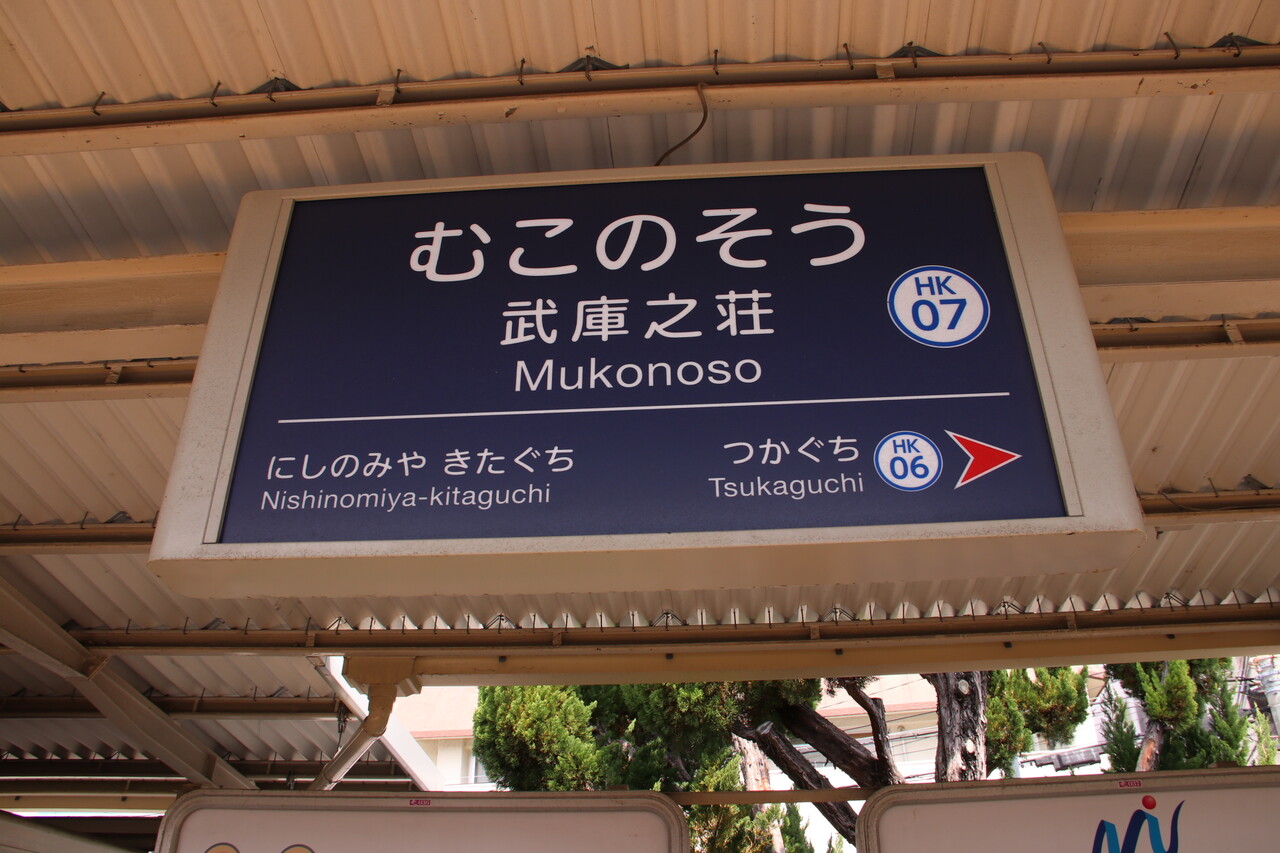 むこのそう
武庫之荘
Mukonoso
HK
07
にしのみや きたぐち
Nishinomiya-kitaguchi
つかぐち
Tsukaguchi
HK
06